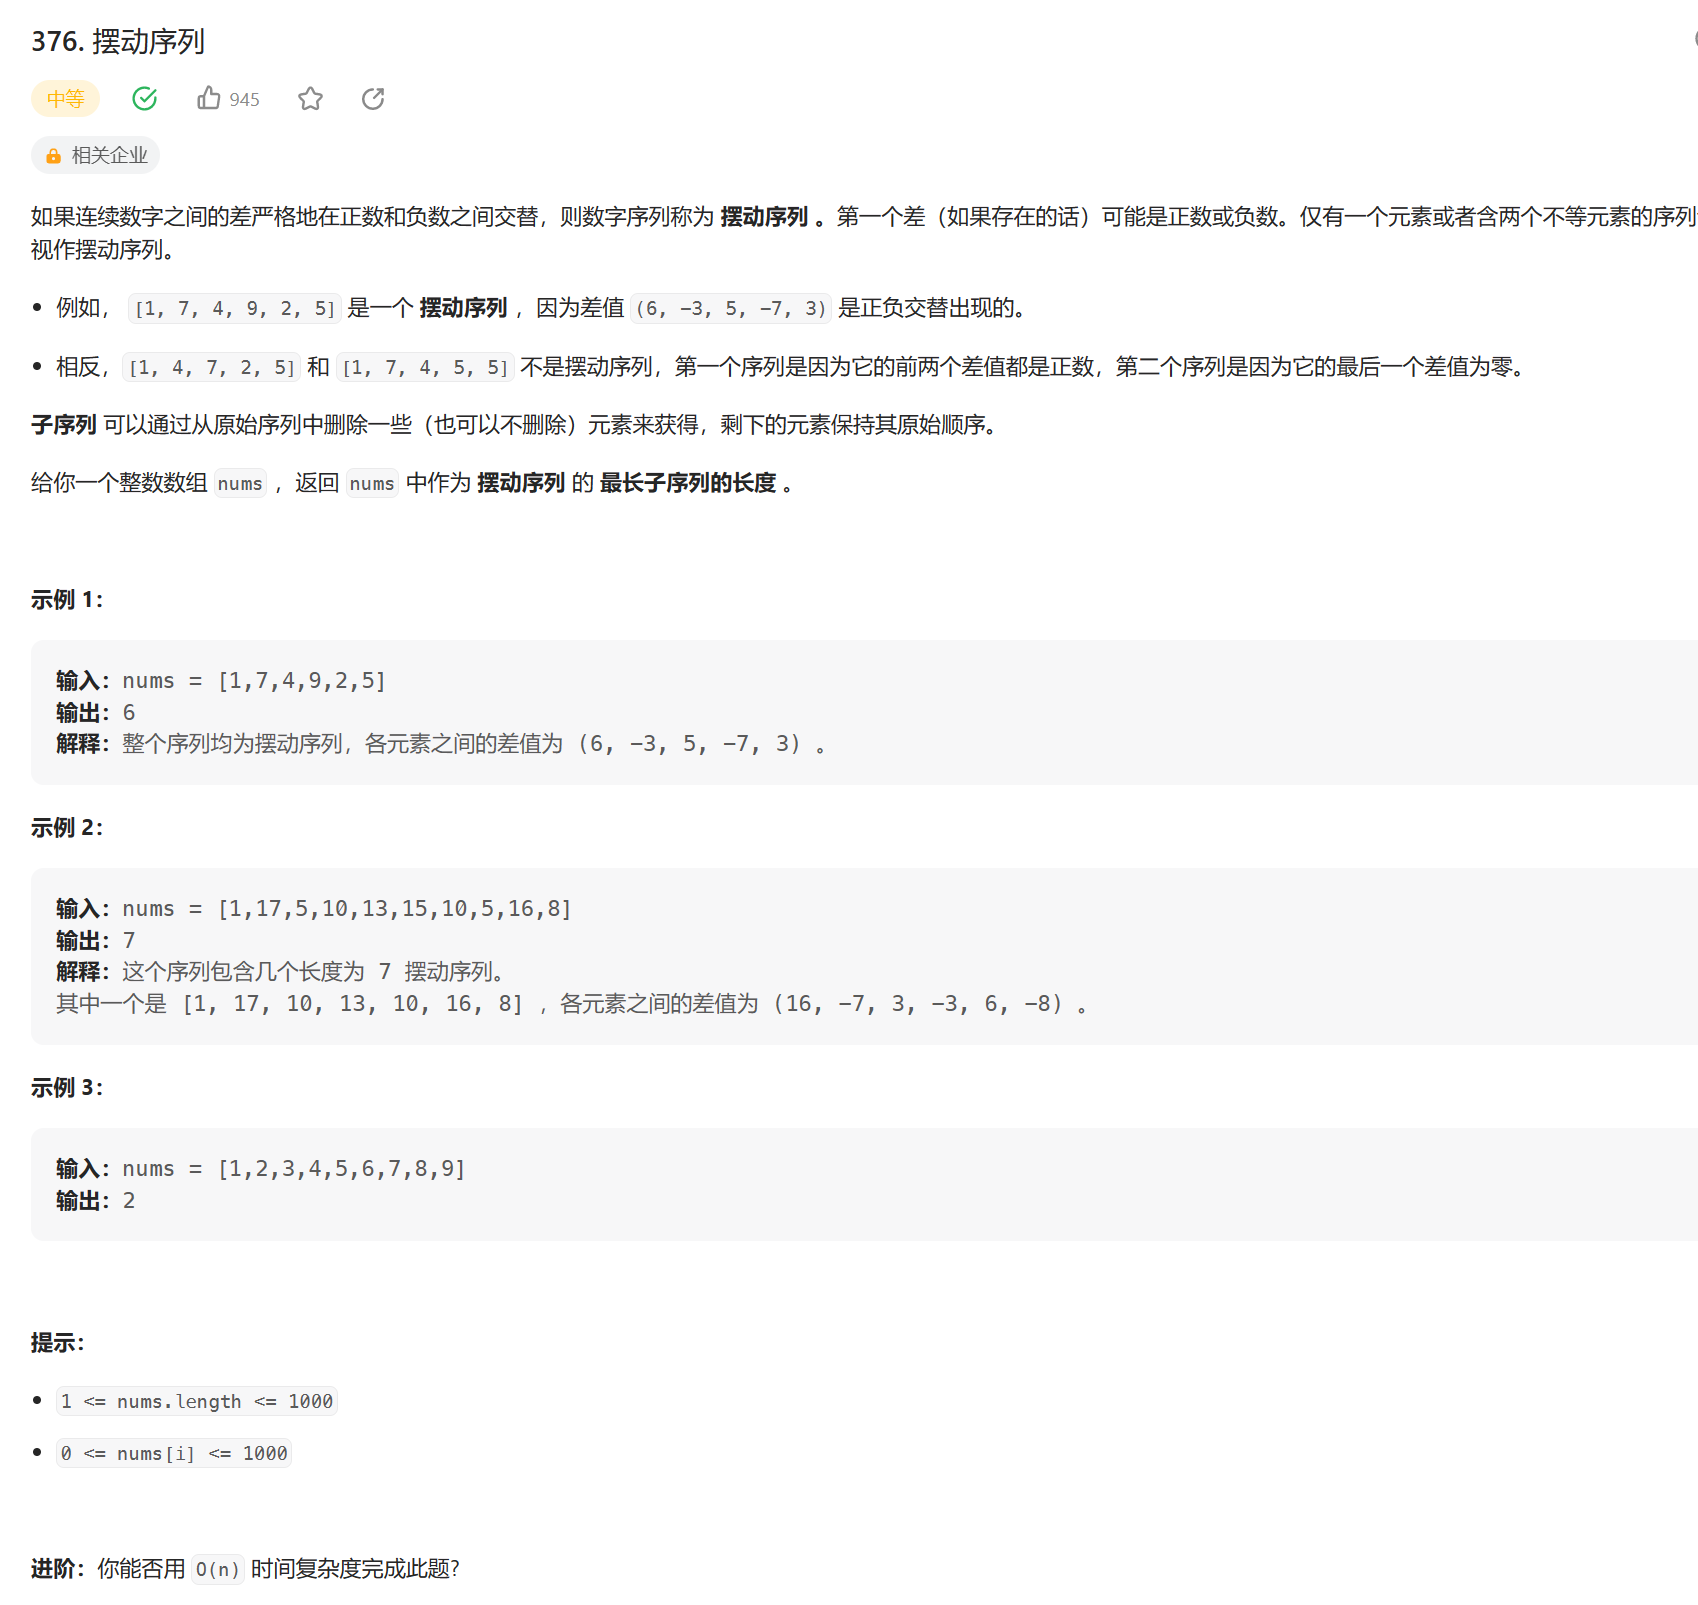 376. 摆动序列
中等
945
相关企业
如果连续数字之间的差严格地在正数和负数之间交替，则数字序列称为 摆动序列 。第一个差（如果存在的话）可能是正数或负数。仅有一个元素或者含两个不等元素的序列
视作摆动序列。
例如， [1, 7, 4, 9, 2, 5] 是一个 摆动序列 ，因为差值 (6, -3, 5, -7, 3) 是正负交替出现的。
相反，[1, 4, 7, 2, 5] 和 [1, 7, 4, 5, 5] 不是摆动序列，第一个序列是因为它的前两个差值都是正数，第二个序列是因为它的最后一个差值为零。
子序列 可以通过从原始序列中删除一些（也可以不删除）元素来获得，剩下的元素保持其原始顺序。
给你一个整数数组 nums ，返回 nums 中作为 摆动序列 的 最长子序列的长度 。
示例 1：
输入：nums = [1,7,4,9,2,5]
输出：6
解释：整个序列均为摆动序列，各元素之间的差值为 (6, -3, 5, -7, 3) 。
示例 2：
输入：nums = [1,17,5,10,13,15,10,5,16,8]
输出：7
解释：这个序列包含几个长度为 7 摆动序列。
其中一个是 [1, 17, 10, 13, 10, 16, 8] ，各元素之间的差值为 (16, -7, 3, -3, 6, -8) 。
示例 3：
输入：nums = [1,2,3,4,5,6,7,8,9]
输出：2
提示：
1 <= nums.length <= 1000
0 <= nums[i] <= 1000
进阶：你能否用 O(n) 时间复杂度完成此题?